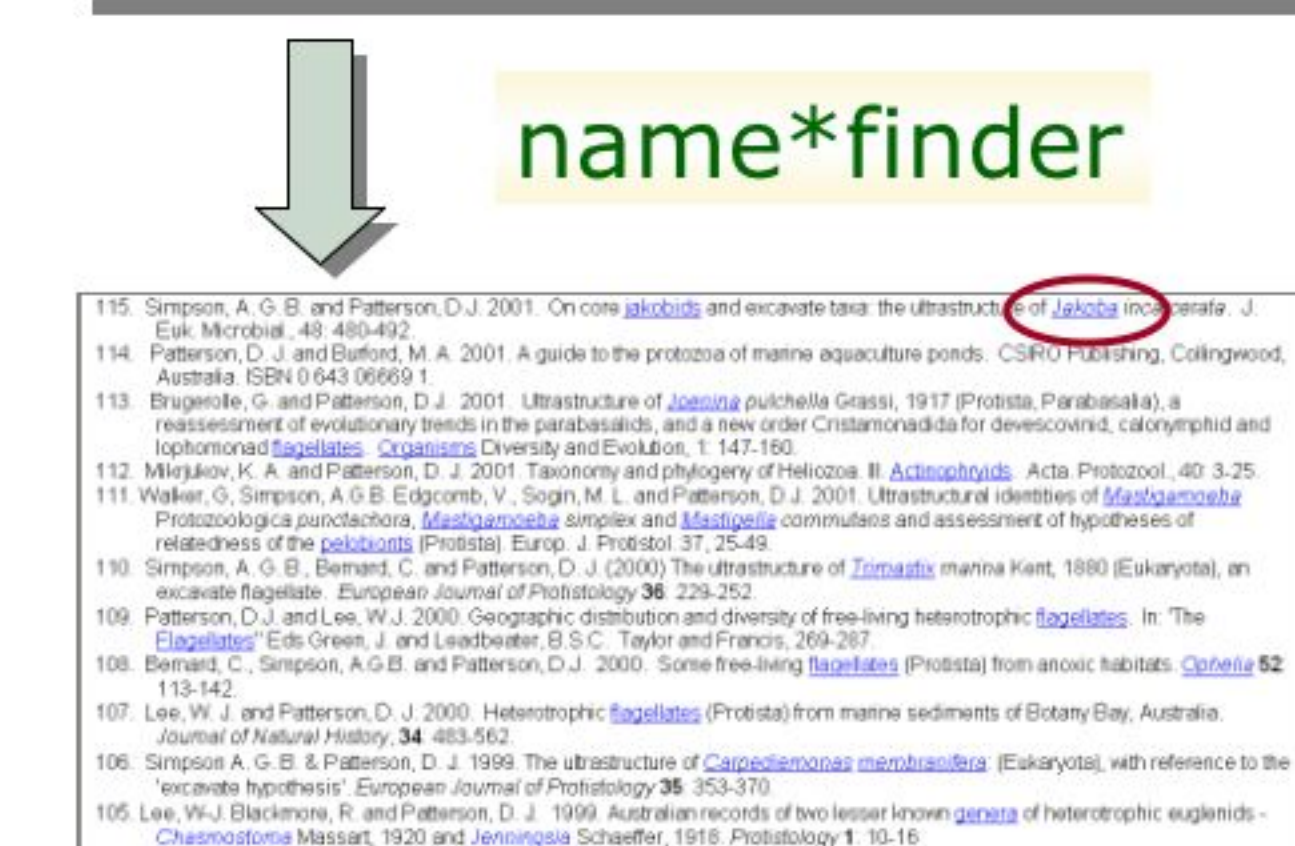 name*finder
115. Simpson, A. G. B. and Patterson, D.J. 2001. On core jakobids and excavate taxa: the ultrastructure of Jakoba incarcerata. J.
Euk. Microbial., 48: 480-492.
114. Patterson, D. J. and Burford, M. A. 2001. A guide to the protozoa of marine aquaculture ponds. CSIRO Publishing, Collingwood,
Australia. ISBN 0 643 06669 1.
113. Brugerolle, G. and Patterson, D.J. 2001. Ultrastructure of Joenina pulchella Grassi, 1917 (Protista, Parabasalia), a
reassessment of evolutionary trends in the parabasalids, and a new order Cristamonadida for devescovinid, calonymphid and
lophomonad flagellates. Organisms Diversity and Evolution, 1: 147-160.
112. Mikrjukov, K. A. and Patterson, D. J. 2001. Taxonomy and phylogeny of Heliozoa. III. Actinophryids. Acta. Protozool., 40: 3-25.
111. Walker, G, Simpson, A.G.B. Edgcomb, V., Sogin, M. L. and Patterson, D.J. 2001. Ultrastructural identities of Mastigamoeba
Protozoologica punctachora, Mastigamoeba simplex and Mastigella commutans and assessment of hypotheses of
relatedness of the pelobionts (Protista). Europ. J. Protistol. 37, 25-49.
110. Simpson, A. G. B., Bernard, C. and Patterson, D. J. (2000) The ultrastructure of Trimastix marina Kent, 1880 (Eukaryota), an
excavate flagellate. European Journal of Protistology 36: 229-252.
109. Patterson, D.J. and Lee, W.J. 2000. Geographic distribution and diversity of free-living heterotrophic flagellates. In: 'The
Flagellates" Eds Green, J. and Leadbeater, B.S.C. Taylor and Francis, 269-287.
108. Bernard, C., Simpson, A.G.B. and Patterson, D.J. 2000. Some free-living flagellates (Protista) from anoxic habitats. Ophelia 52:
113-142.
107. Lee, W. J. and Patterson, D. J. 2000. Heterotrophic flagellates (Protista) from marine sediments of Botany Bay, Australia.
Journal of Natural History, 34: 483-562.
106. Simpson A. G. B. & Patterson, D. J. 1999. The ultrastructure of Carpediemonas membranifera: (Eukaryota), with reference to the
'excavate hypothesis'. European Journal of Protistology 35: 353-370.
105. Lee, W-J. Blackmore, R. and Patterson, D. J. 1999. Australian records of two lesser known genera of heterotrophic euglenids -
Chasmostoma Massart, 1920 and Jenningsia Schaeffer, 1918. Protistology 1: 10-16